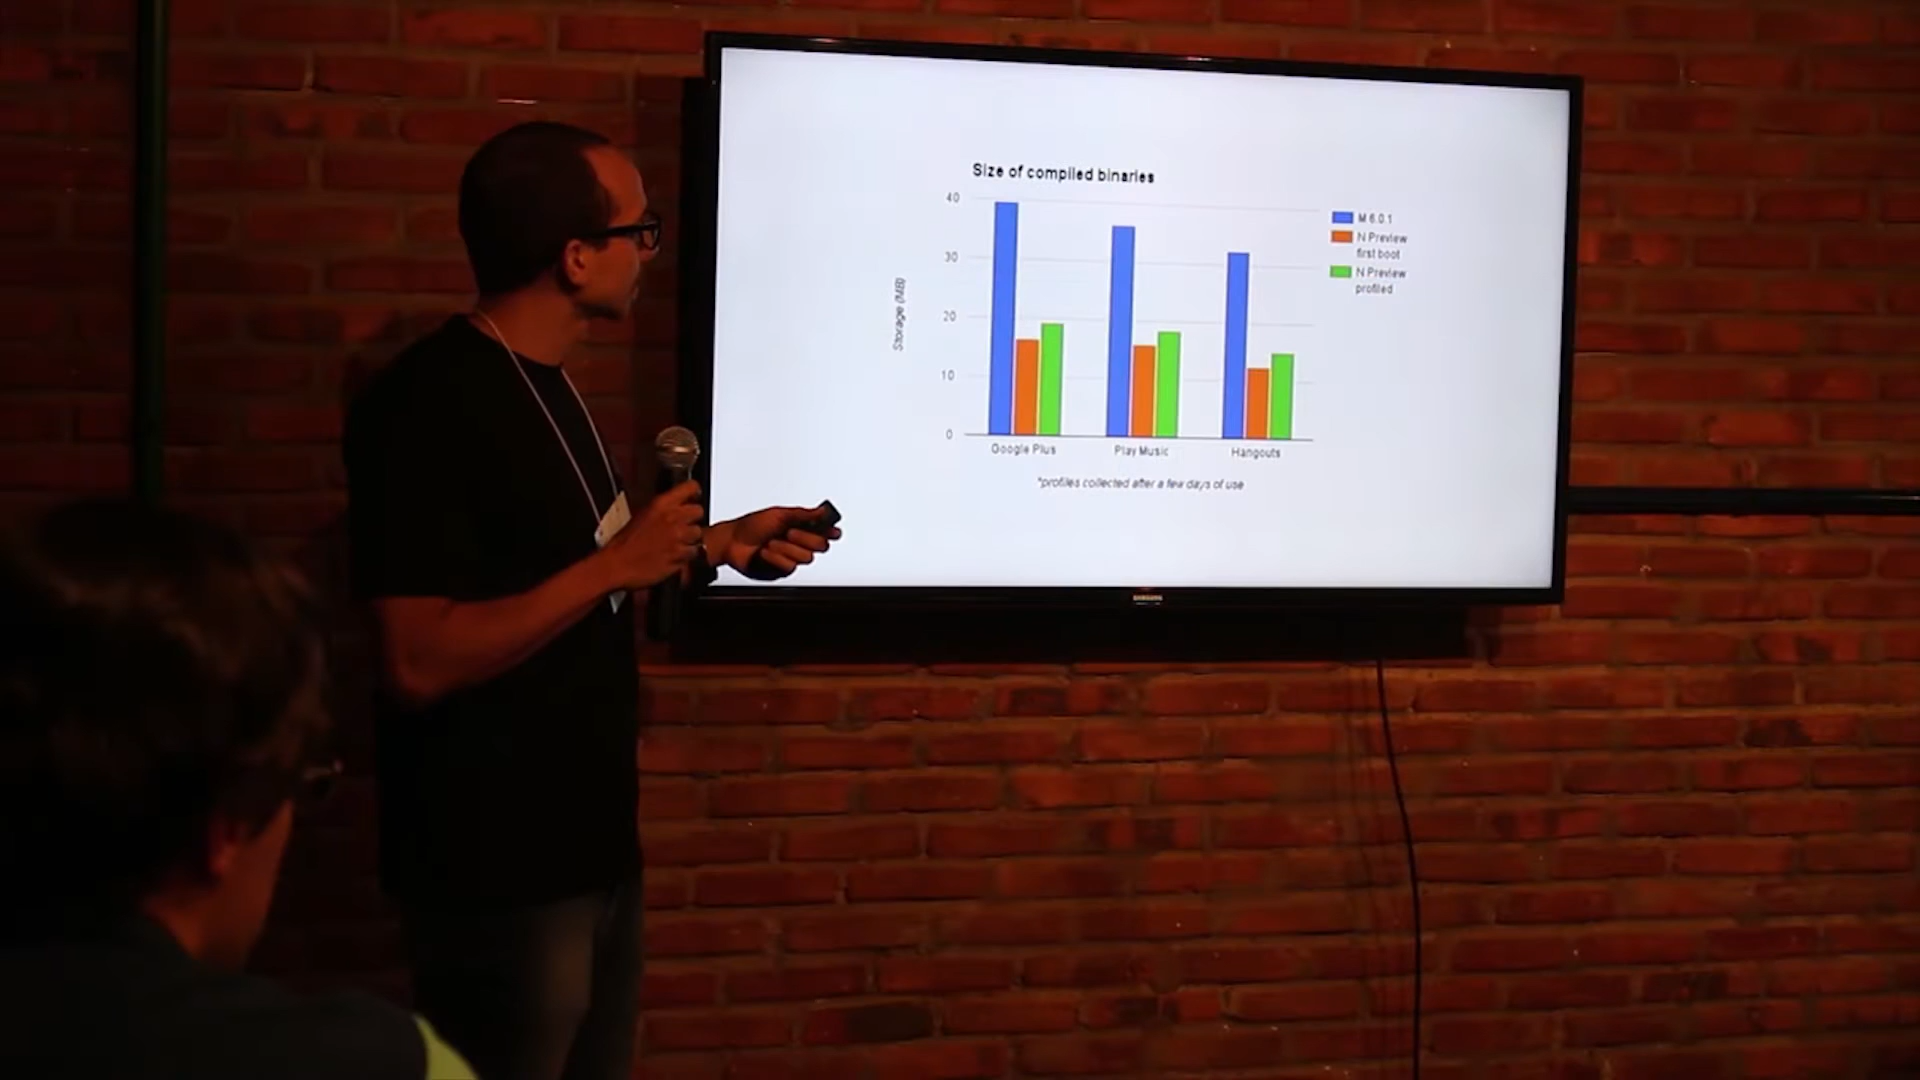 Size of compiled binaries
40
30
20
10
0
Storage (MB)
M 6.0.1
N Preview
first boot
N Preview
profiled
Google Plus
Play Music
Hangouts
*profiles collected after a few days of use
SAMSUNG